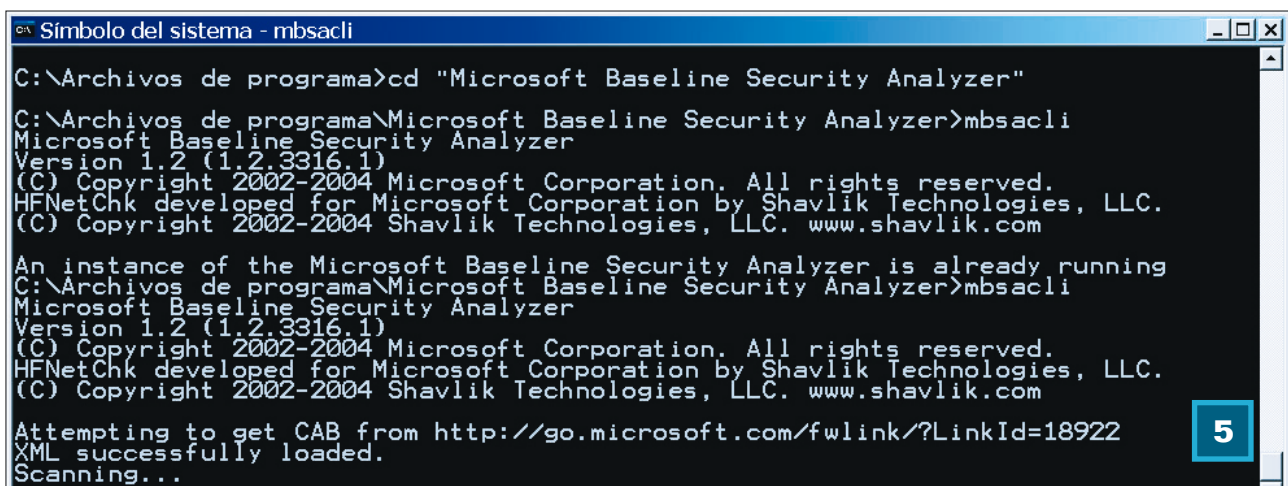 Símbolo del sistema - mbsacli
C:\Archivos de programa>cd "Microsoft Baseline Security Analyzer"
C:\Archivos de programa\Microsoft Baseline Security Analyzer>mbsacli
Microsoft Baseline Security Analyzer
Version 1.2 (1.2.3316.1)
(C) Copyright 2002-2004 Microsoft Corporation. All rights reserved.
HFNetChk developed for Microsoft Corporation by Shavlik Technologies, LLC.
(C) Copyright 2002-2004 Shavlik Technologies, LLC. www.shavlik.com
An instance of the Microsoft Baseline Security Analyzer is already running
C:\Archivos de programa\Microsoft Baseline Security Analyzer>mbsacli
Microsoft Baseline Security Analyzer
Version 1.2 (1.2.3316.1)
(C) Copyright 2002-2004 Microsoft Corporation. All rights reserved.
HFNetChk developed for Microsoft Corporation by Shavlik Technologies, LLC.
(C) Copyright 2002-2004 Shavlik Technologies, LLC. www.shavlik.com
Attempting to get CAB from http://go.microsoft.com/fwlink/?LinkId=18922
XML successfully loaded.
Scanning...
5